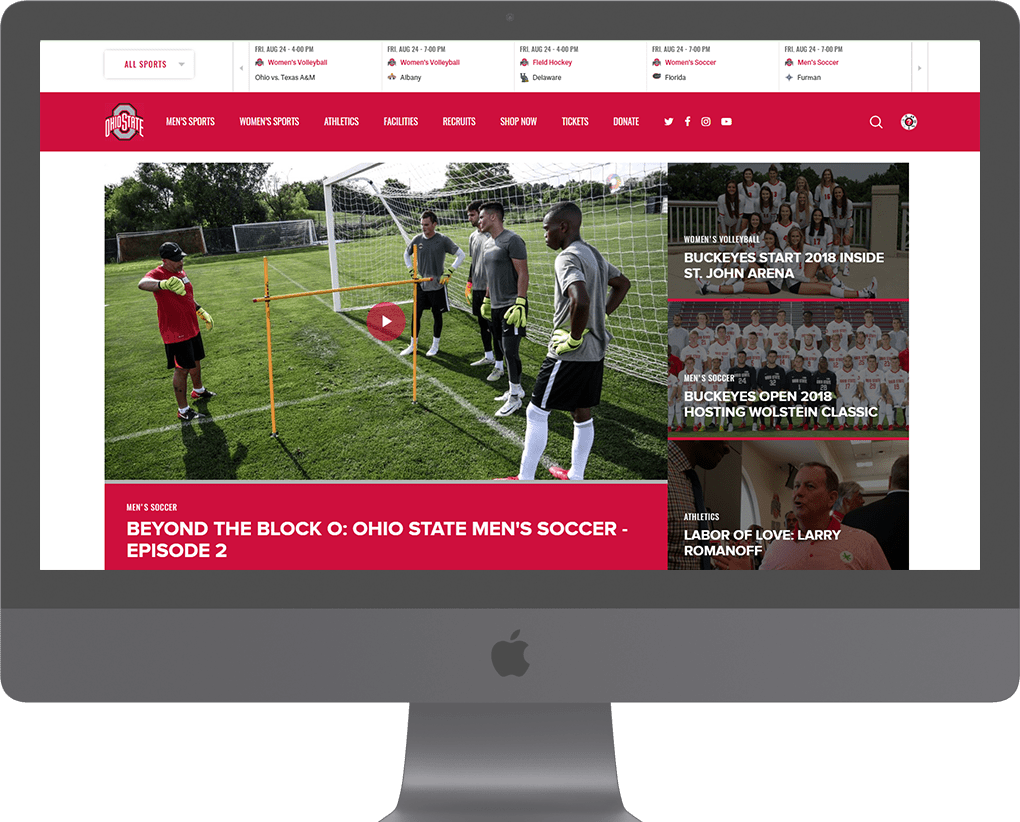 ALL SPORTS
FRI. AUG 24 - 4:00 PM
Women's Volleyball
Ohio vs. Texas A&M
FRI. AUG 24 - 7:00 PM
Women's Volleyball
Albany
FRI. AUG 24 - 4:00 PM
Field Hockey
Delaware
FRI. AUG 24 - 7:00 PM
Women's Soccer
Florida
FRI. AUG 24 - 7:00 PM
Men's Soccer
Furman
OHIO STATE
MEN'S SPORTS
WOMEN'S SPORTS
ATHLETICS
FACILITIES
RECRUITS
SHOP NOW
TICKETS
DONATE
WOMEN'S VOLLEYBALL
BUCKEYES START 2018 INSIDE
ST. JOHN ARENA
MEN'S SOCCER
BUCKEYES OPEN 2018
HOSTING WOLSTEIN CLASSIC
MEN'S SOCCER
BEYOND THE BLOCK O: OHIO STATE MEN'S SOCCER -
EPISODE 2
ATHLETICS
LABOR OF LOVE: LARRY
ROMANOFF